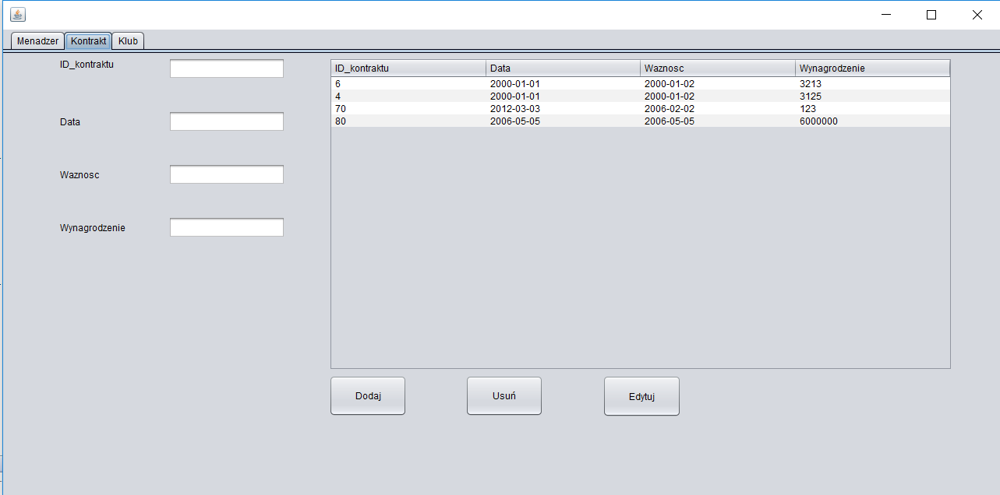 Menadzer Kontrakt Klub
ID_kontraktu
Data
Waznosc
Wynagrodzenie
ID_kontraktu Data Waznosc Wynagrodzenie
6 2000-01-01 2000-01-02 3213
4 2000-01-01 2000-01-02 3125
70 2012-03-03 2006-02-02 123
80 2006-05-05 2006-05-05 6000000
Dodaj Usuń Edytuj